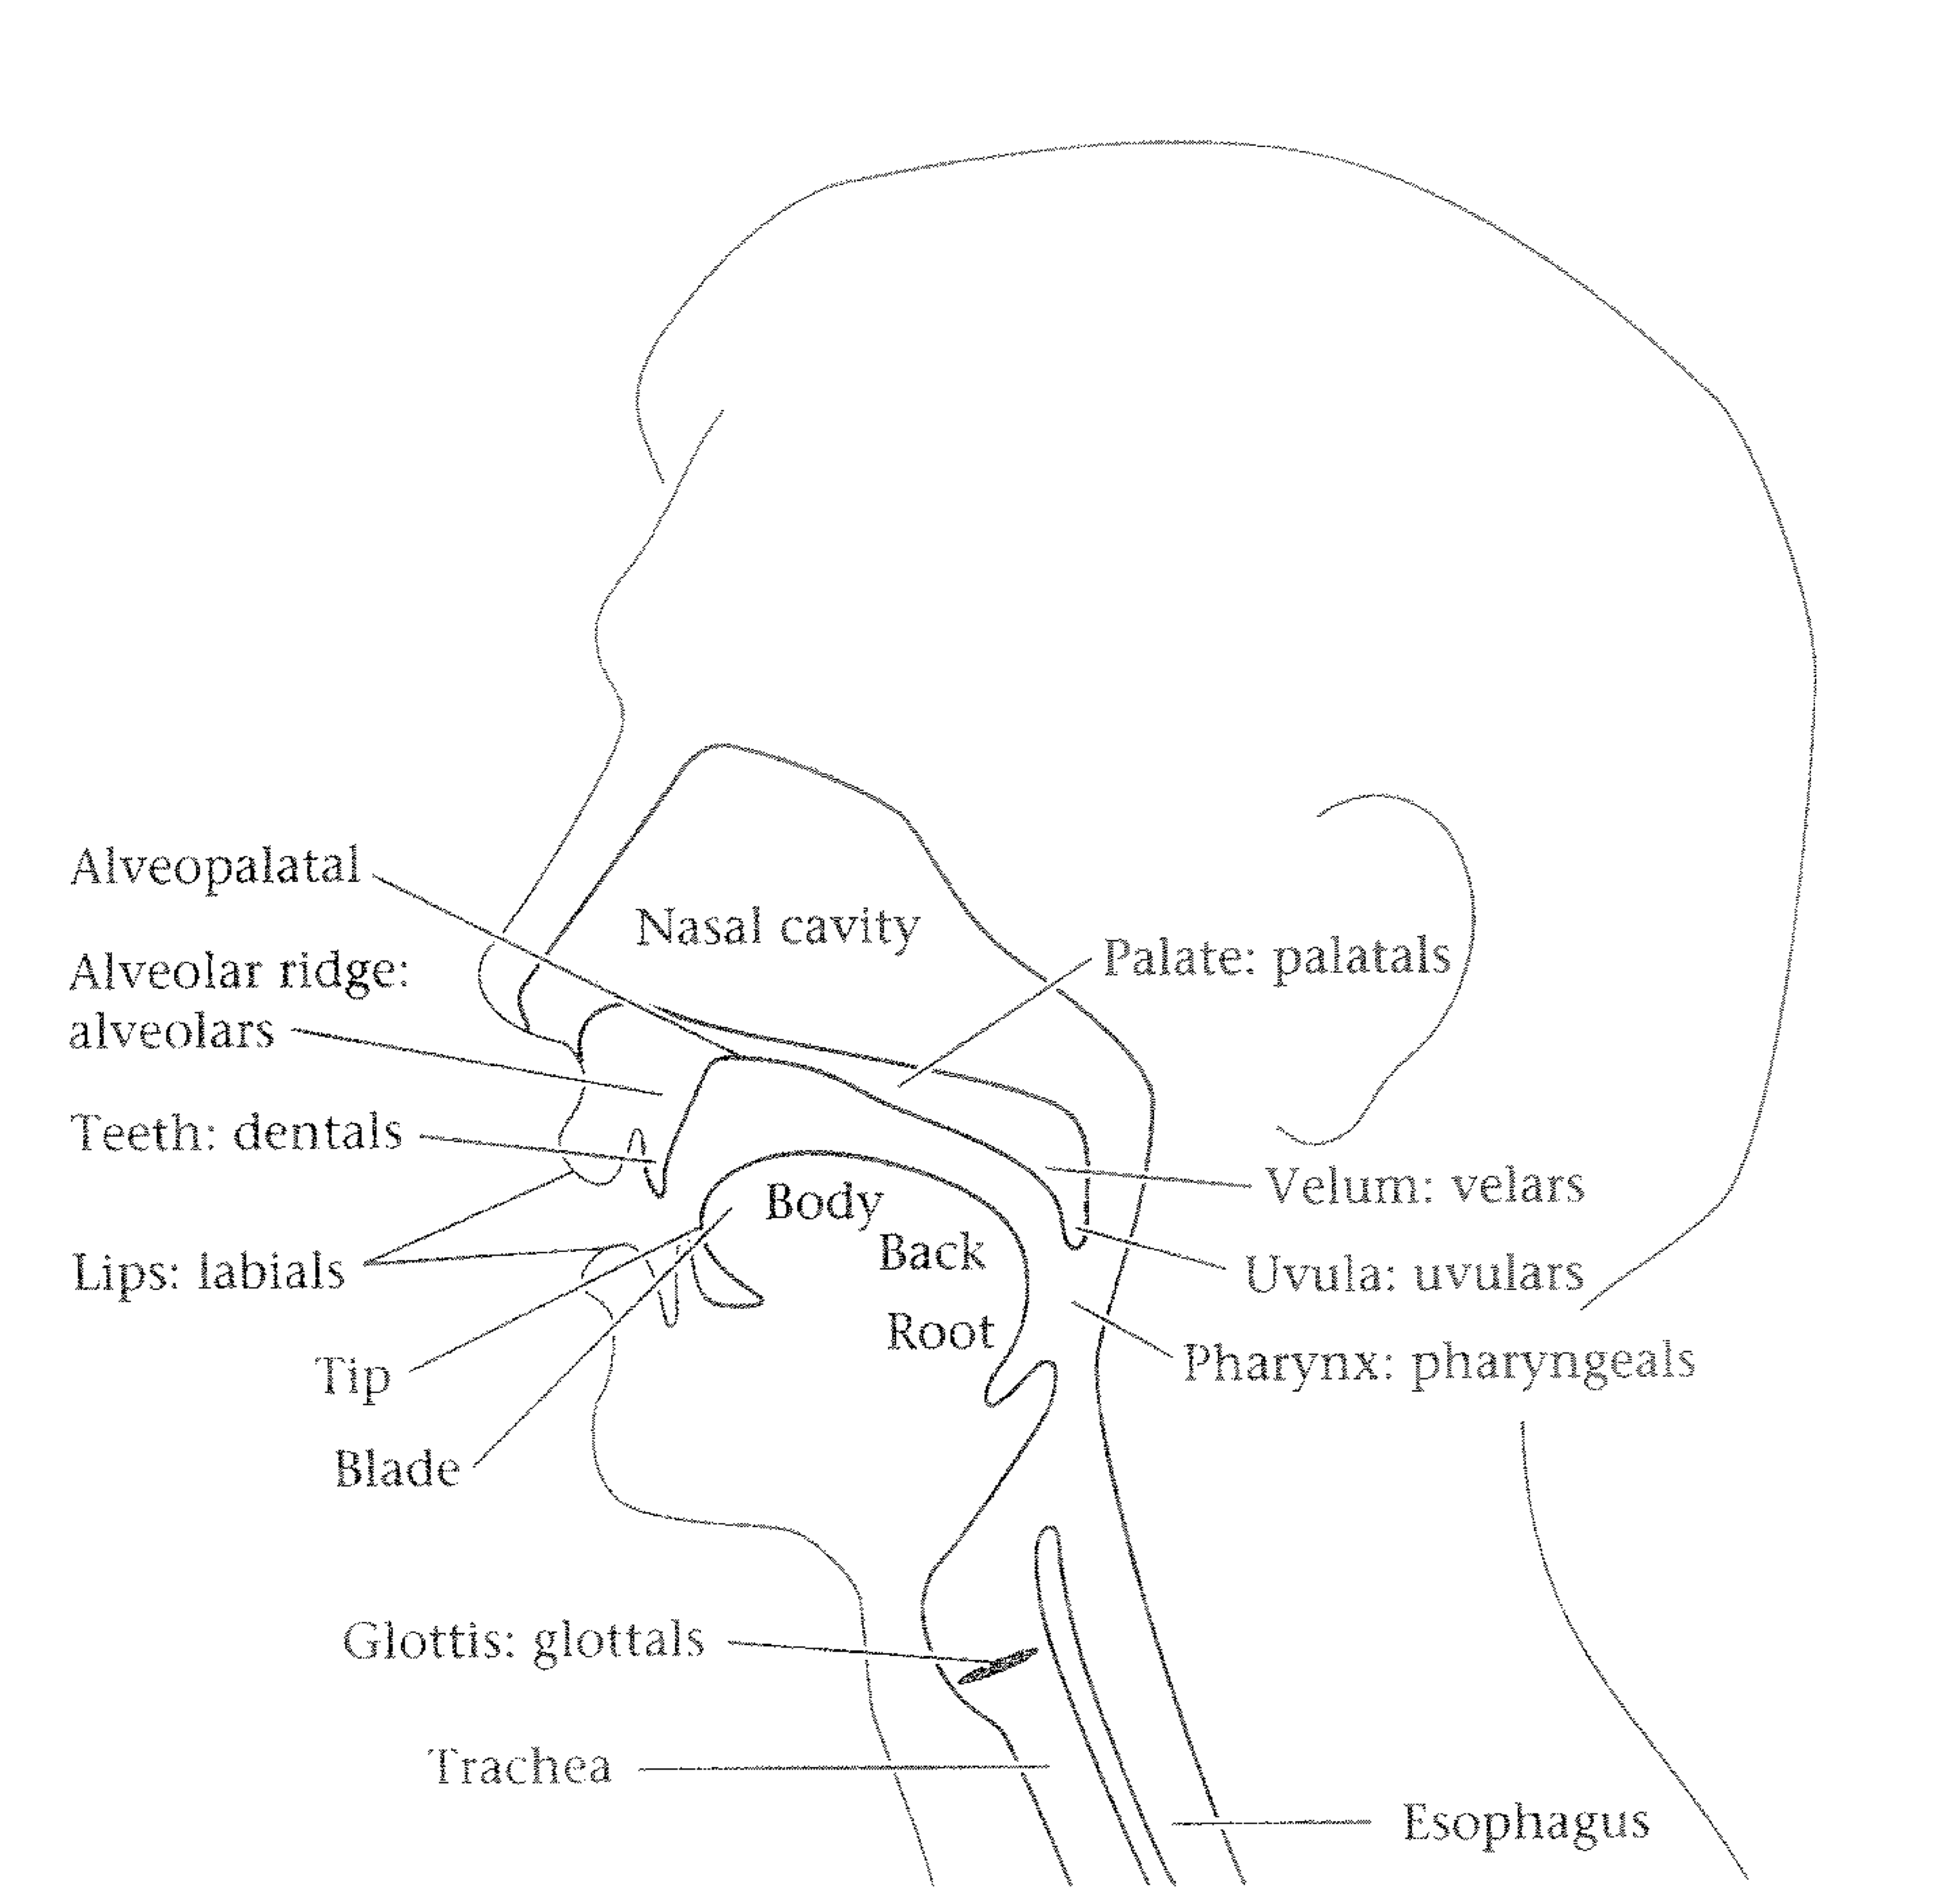 Alveopalatal
Nasal cavity
Palate: palatals
Alveolar ridge:
alveolars
Teeth: dentals
Velum: velars
Body
Back
Lips: labials
Uvula: uvulars
Root
Tip
Pharynx: pharyngeals
Blade
Glottis: glottals
Trachea
Esophagus